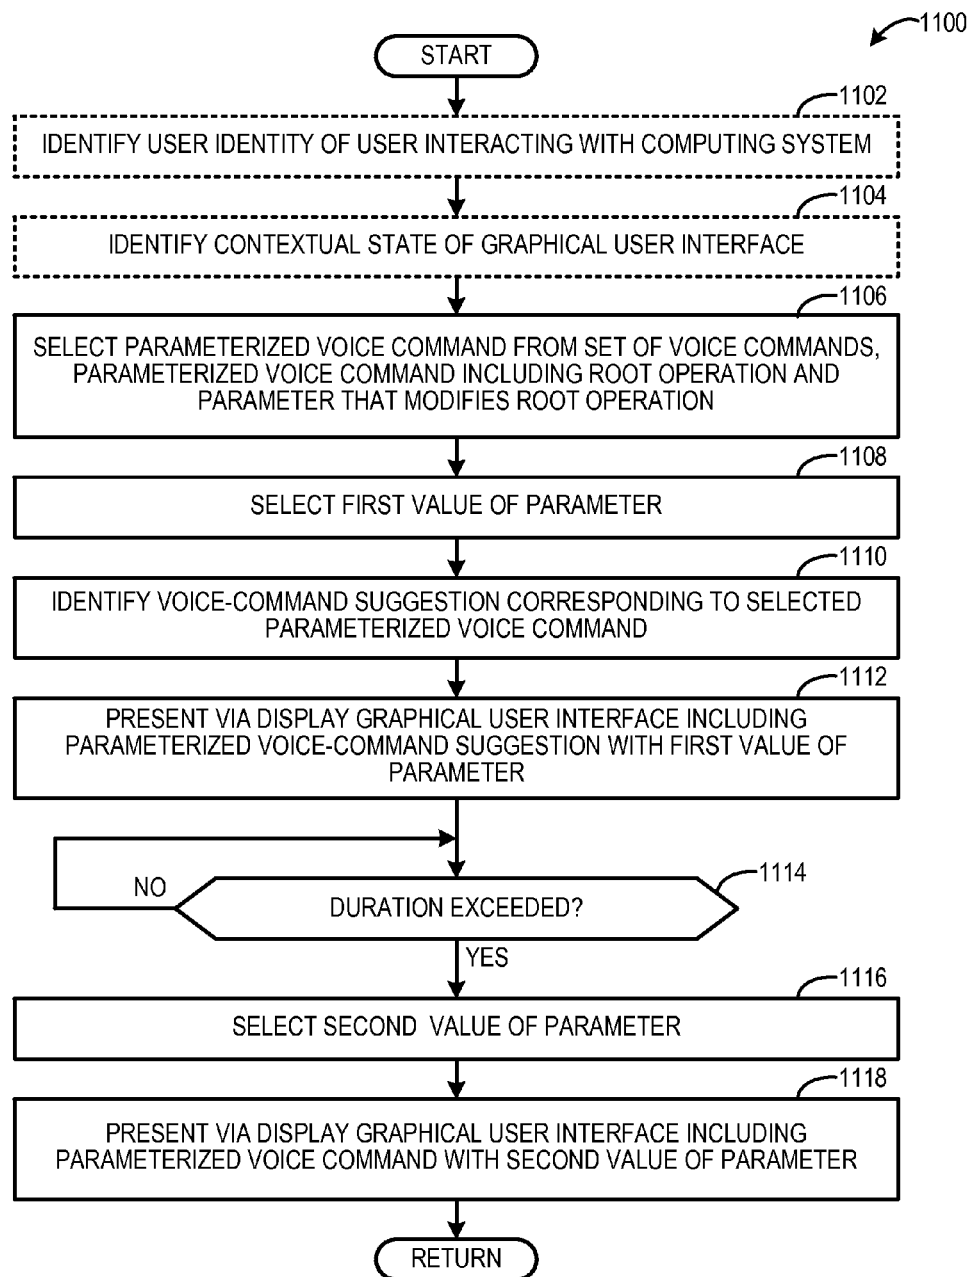 1100
START
1102
IDENTIFY USER IDENTITY OF USER INTERACTING WITH COMPUTING SYSTEM
1104
IDENTIFY CONTEXTUAL STATE OF GRAPHICAL USER INTERFACE
1106
SELECT PARAMETERIZED VOICE COMMAND FROM SET OF VOICE COMMANDS,
PARAMETERIZED VOICE COMMAND INCLUDING ROOT OPERATION AND
PARAMETER THAT MODIFIES ROOT OPERATION
1108
SELECT FIRST VALUE OF PARAMETER
1110
IDENTIFY VOICE-COMMAND SUGGESTION CORRESPONDING TO SELECTED
PARAMETERIZED VOICE COMMAND
1112
PRESENT VIA DISPLAY GRAPHICAL USER INTERFACE INCLUDING
PARAMETERIZED VOICE-COMMAND SUGGESTION WITH FIRST VALUE OF
PARAMETER
1114
NO
DURATION EXCEEDED?
YES
1116
SELECT SECOND VALUE OF PARAMETER
1118
PRESENT VIA DISPLAY GRAPHICAL USER INTERFACE INCLUDING
PARAMETERIZED VOICE COMMAND WITH SECOND VALUE OF PARAMETER
RETURN